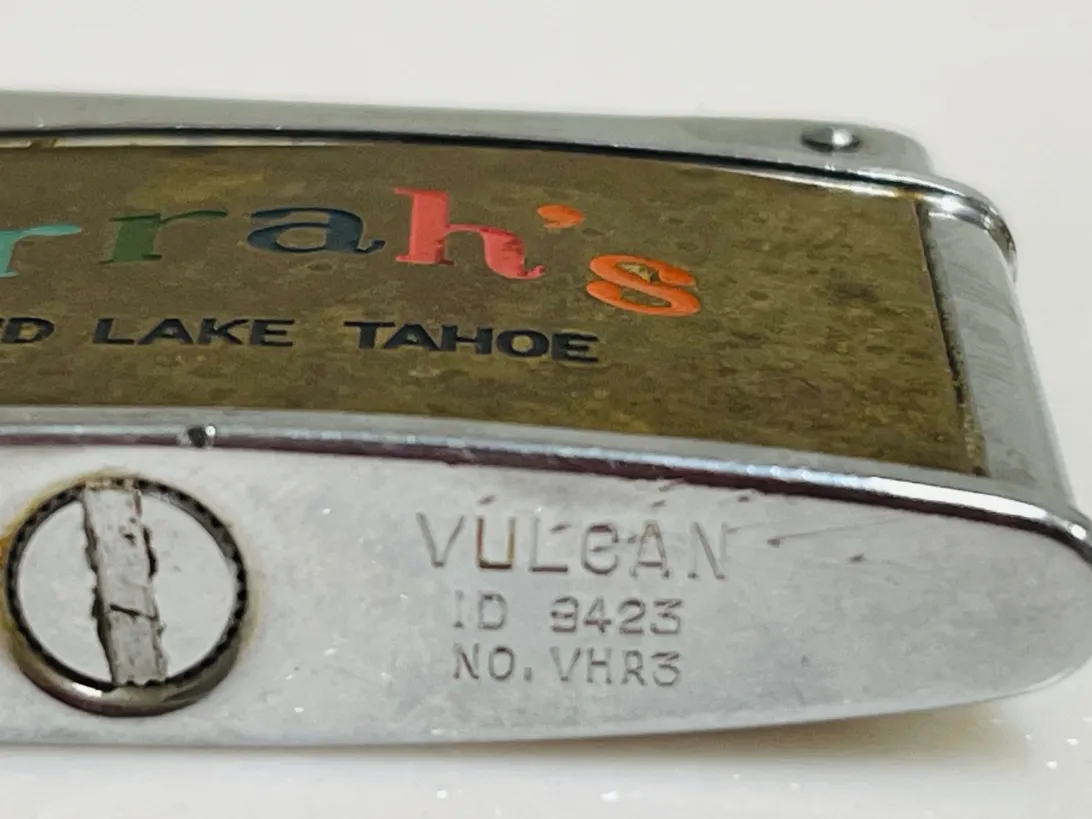 rrah's
D LAKE TAHOE
VULCAN
ID 9423
NO. VHR3